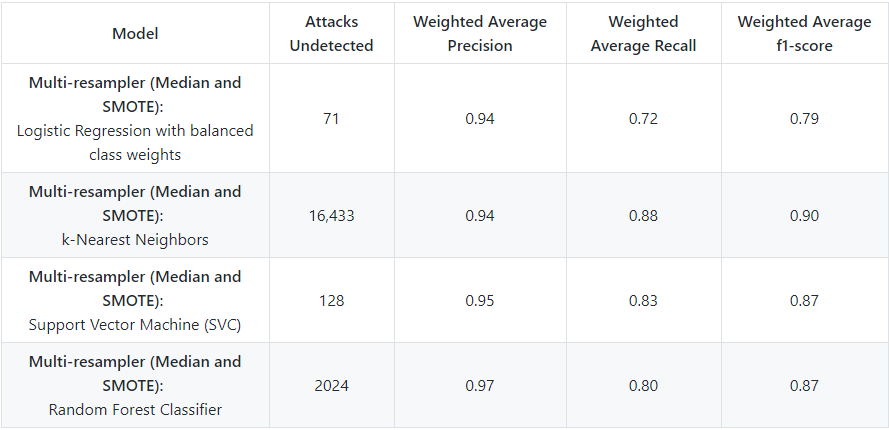 Model
Attacks
Undetected
Weighted Average
Precision
Weighted
Average Recall
Weighted Average
f1-score
Multi-resampler (Median and
SMOTE):
Logistic Regression with balanced
class weights
71
0.94
0.72
0.79
Multi-resampler (Median and
SMOTE):
k-Nearest Neighbors
16,433
0.94
0.88
0.90
Multi-resampler (Median and
SMOTE):
Support Vector Machine (SVC)
128
0.95
0.83
0.87
Multi-resampler (Median and
SMOTE):
Random Forest Classifier
2024
0.97
0.80
0.87